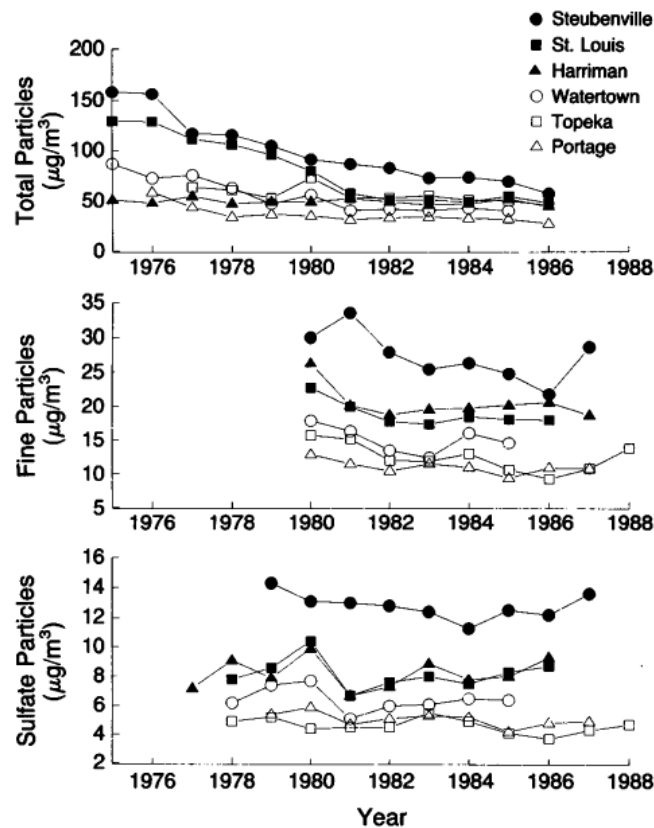 Steubenville
St. Louis
Harriman
Watertown
Topeka
Portage
Total Particles
(μg/m³)
200
150
100
50
0
1976 1978 1980 1982 1984 1986 1988
Fine Particles
(μg/m³)
35
30
25
20
15
10
5
1976 1978 1980 1982 1984 1986 1988
Sulfate Particles
(μg/m³)
16
14
12
10
8
6
4
2
1976 1978 1980 1982 1984 1986 1988
Year